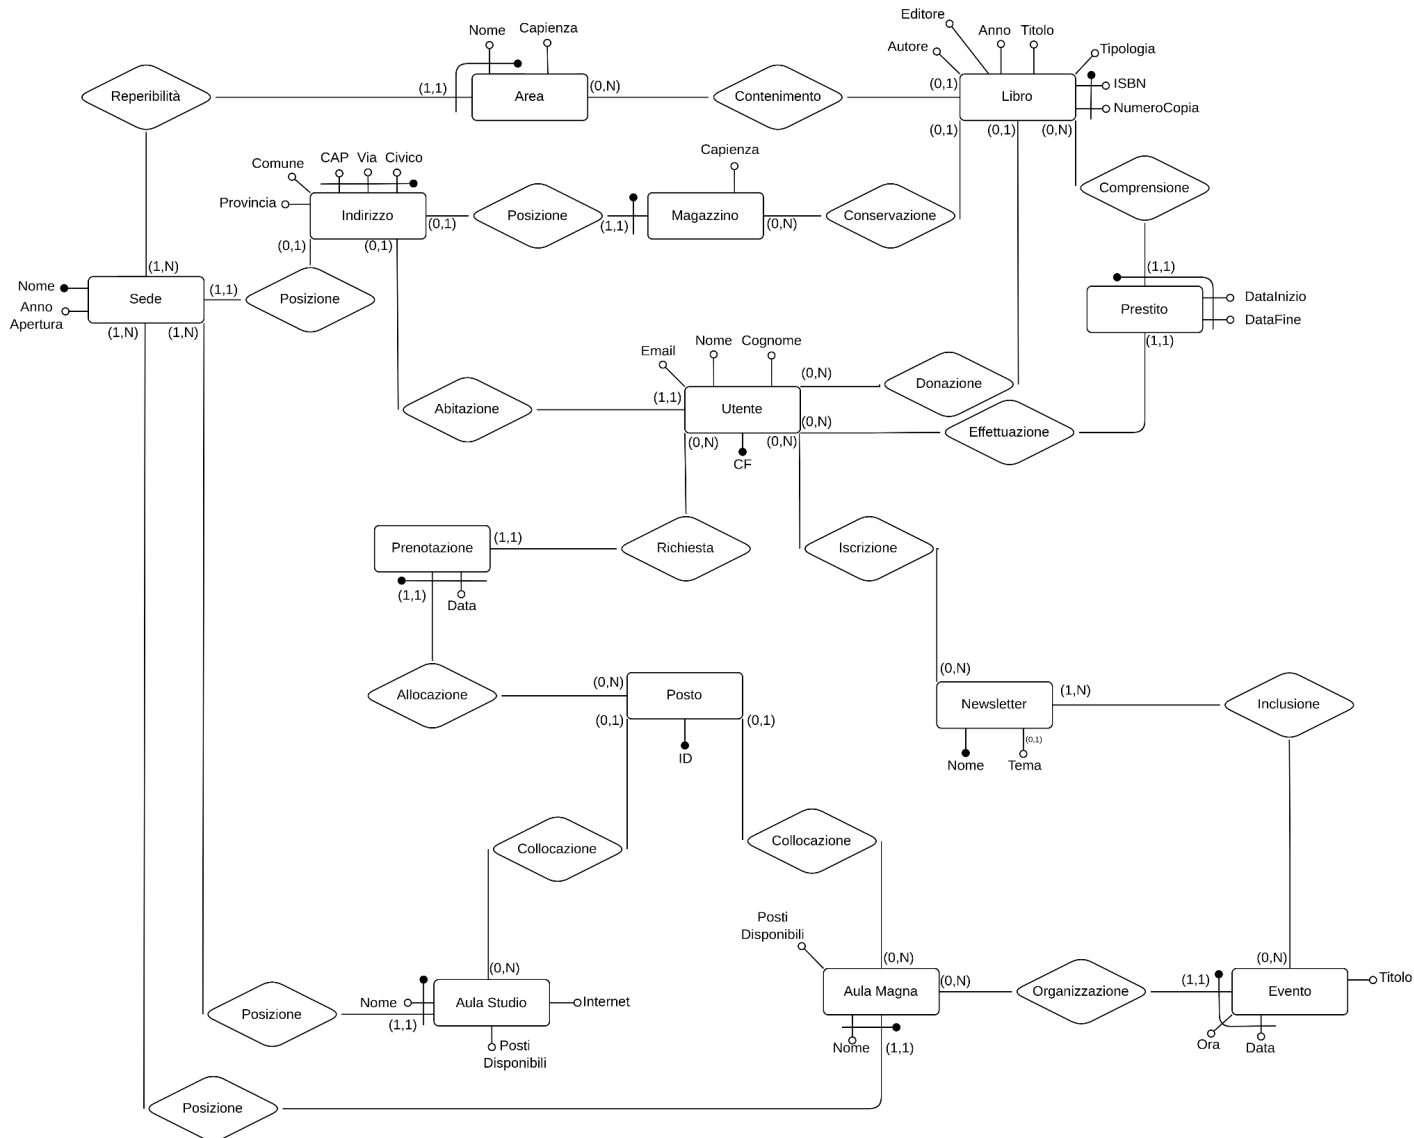 Editore
Nome
Capienza
Anno
Titolo
Autore
Tipologia
Reperibilità
(1,1)
Area
(0,N)
Contenimento
(0,1)
Libro
ISBN
NumeroCopia
(0,1)
(0,1)
(0,N)
Capienza
Comune
CAP
Via
Civico
Comprensione
Provincia
Indirizzo
(0,1)
Posizione
(1,1)
Magazzino
(0,N)
Conservazione
(0,1)
(0,1)
(1,N)
(1,1)
Nome
Sede
(1,1)
Posizione
DataInizio
Anno
Apertura
Prestito
DataFine
(1,N)
(1,N)
(1,1)
Nome
Cognome
Email
(0,N)
Donazione
(1,1)
Abitazione
Utente
(0,N)
Effettuazione
(0,N)
(0,N)
CF
(1,1)
Prenotazione
Richiesta
Iscrizione
(1,1)
Data
(0,N)
(0,N)
Allocazione
Posto
(1,N)
Newsletter
Inclusione
(0,1)
(0,1)
(0,1)
ID
Nome
Tema
Collocazione
Collocazione
Posti
Disponibili
(0,N)
(0,N)
(0,N)
(0,N)
(1,1)
Titolo
Nome
Aula Studio
Internet
Aula Magna
Organizzazione
Evento
Posizione
(1,1)
Posti
Disponibili
Nome
(1,1)
Ora
Data
Posizione